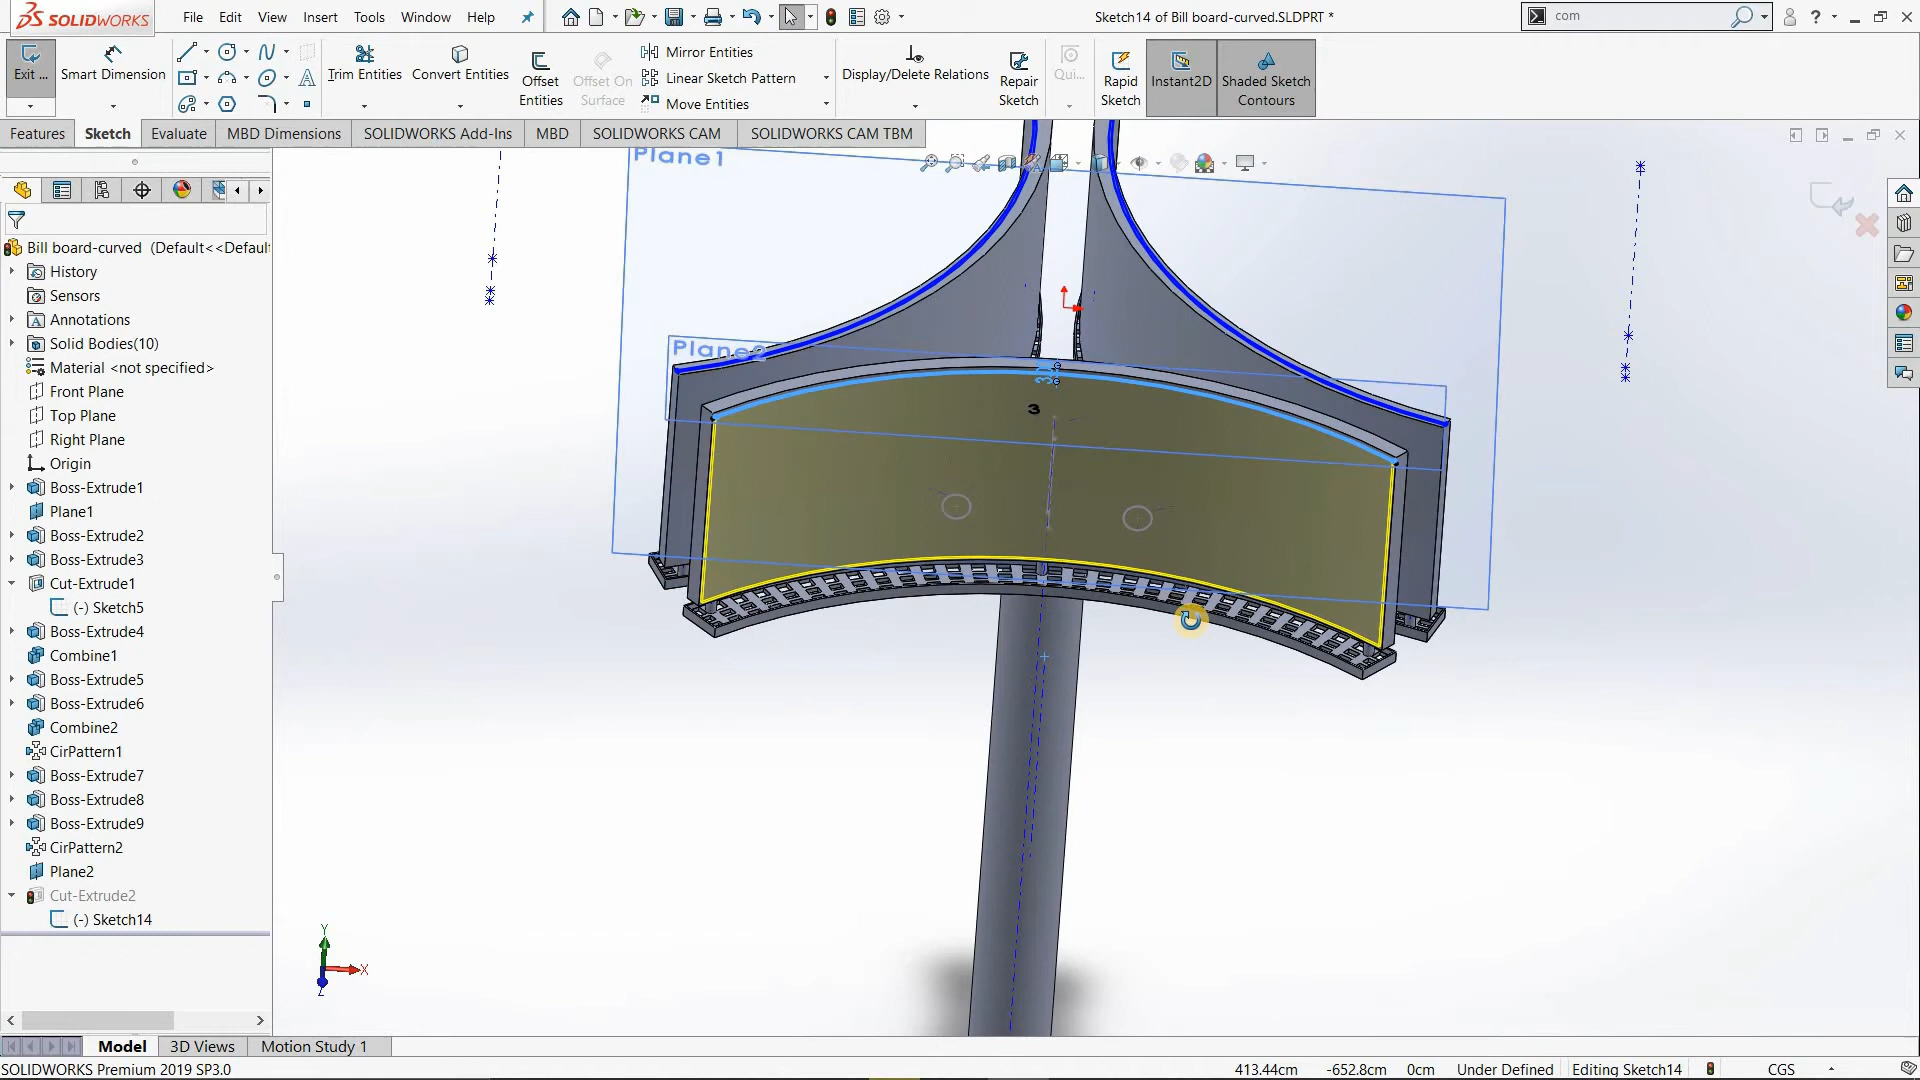 SOLIDWORKS
File Edit View Insert Tools Window Help
Sketch14 of Bill board-curved.SLDPRT *
com
Exit ...
Smart Dimension
Trim Entities
Convert Entities
Offset Entities
Offset On Surface
Mirror Entities
Linear Sketch Pattern
Move Entities
Display/Delete Relations
Repair Sketch
Qui...
Rapid Sketch
Instant2D
Shaded Sketch Contours
Features Sketch Evaluate MBD Dimensions SOLIDWORKS Add-Ins MBD SOLIDWORKS CAM SOLIDWORKS CAM TBM
Bill board-curved (Default<<Defaul
History
Sensors
Annotations
Solid Bodies(10)
Material <not specified>
Front Plane
Top Plane
Right Plane
Origin
Boss-Extrude1
Plane1
Boss-Extrude2
Boss-Extrude3
Cut-Extrude1
(-) Sketch5
Boss-Extrude4
Combine1
Boss-Extrude5
Boss-Extrude6
Combine2
CirPattern1
Boss-Extrude7
Boss-Extrude8
Boss-Extrude9
CirPattern2
Plane2
Cut-Extrude2
(-) Sketch14
Plane1
Plane2
3
Y
X
Z
Model 3D Views Motion Study 1
SOLIDWORKS Premium 2019 SP3.0
413.44cm -652.8cm 0cm Under Defined Editing Sketch14 CGS